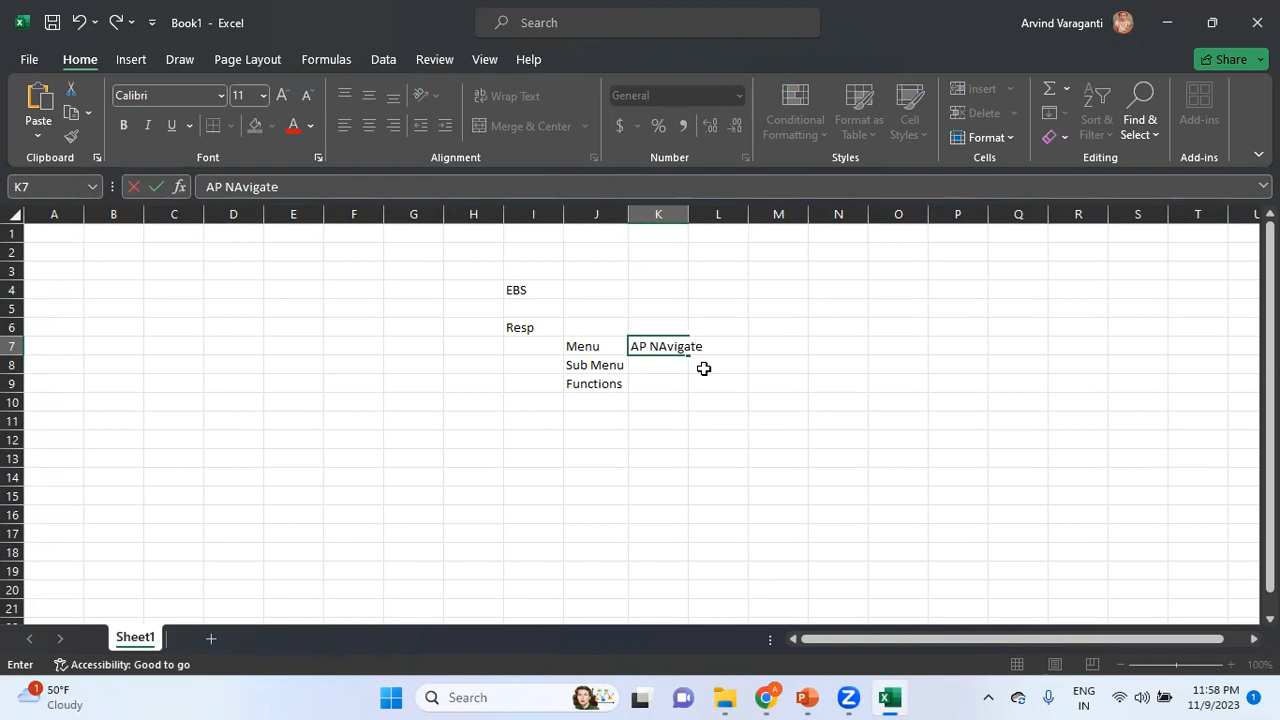 Book1 - Excel
Search
Arvind Varaganti
File Home Insert Draw Page Layout Formulas Data Review View Help
Share
Paste
Calibri 11
B I U
A A
A
ab
Wrap Text
Merge & Center
General
$ % 9
Conditional Formatting
Format as Table
Cell Styles
Insert
Delete
Format
Sort & Filter
Find & Select
Add-ins
Clipboard Font Alignment Number Styles Cells Editing Add-ins
K7 fx AP NAvigate
A B C D E F G H I J K L M N O P Q R S T U
1
2
3
4 EBS
5
6 Resp
7 Menu AP NAvigate
8 Sub Menu
9 Functions
10
11
12
13
14
15
16
17
18
19
20
21
Sheet1
Enter Accessibility: Good to go 100%
1 50°F
Cloudy
Search
A
ENG
IN
11:58 PM
11/9/2023
1